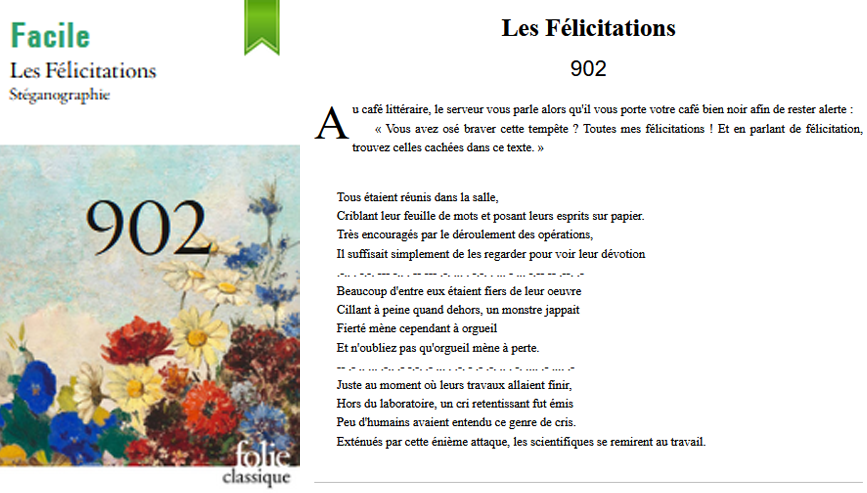 Facile
Les Félicitations
Stéganographie
902
folie
classique
Les Félicitations
902
Au café littéraire, le serveur vous parle alors qu'il vous porte votre café bien noir afin de rester alerte :
« Vous avez osé braver cette tempête ? Toutes mes félicitations ! Et en parlant de félicitation,
trouvez celles cachées dans ce texte. »
Tous étaient réunis dans la salle,
Criblant leur feuille de mots et posant leurs esprits sur papier.
Très encouragés par le déroulement des opérations,
Il suffisait simplement de les regarder pour voir leur dévotion
.-.. . -.-. --- -.. . -- --- .-. ... . -.-. . ... - ... -.-- -- .--. .-
Beaucoup d'entre eux étaient fiers de leur oeuvre
Cillant à peine quand dehors, un monstre jappait
Fierté mène cependant à orgueil
Et n'oubliez pas qu'orgueil mène à perte.
-- .- .. ... .-.. .- -.-. .- ... . .-. - .- .-. .. . -. .... .- .... .-
Juste au moment où leurs travaux allaient finir,
Hors du laboratoire, un cri retentissant fut émis
Peu d'humains avaient entendu ce genre de cris.
Exténués par cette énième attaque, les scientifiques se remirent au travail.